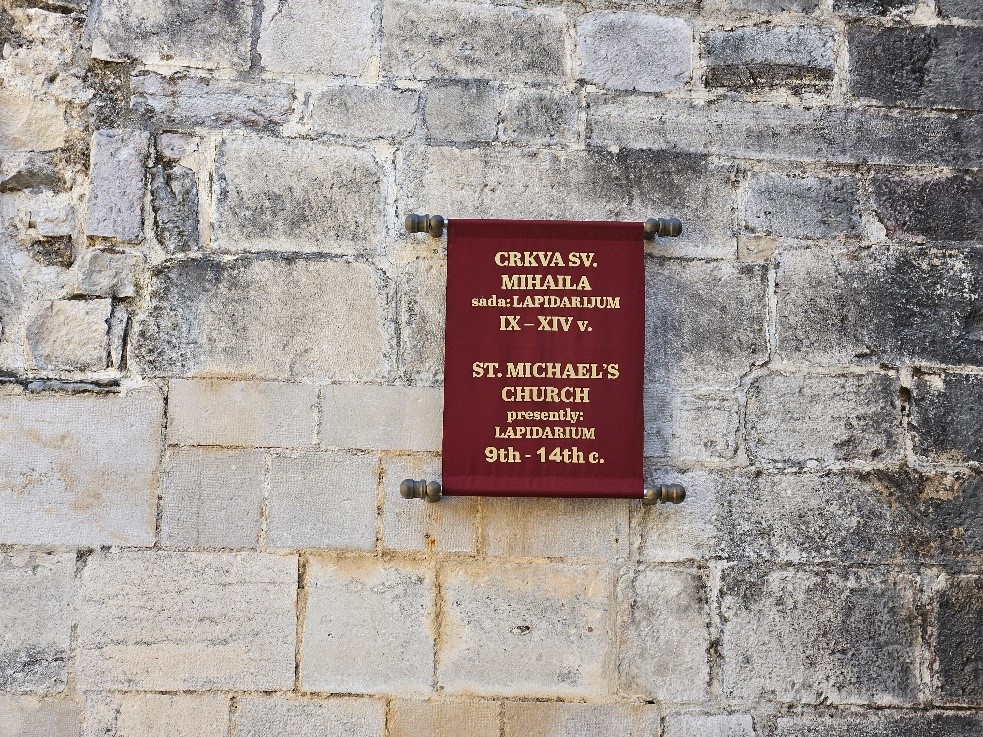 CRKVA SV.
MIHAILA
sada: LAPIDARIJUM
IX – XIV v.
ST. MICHAEL'S
CHURCH
presently:
LAPIDARIUM
9th - 14th c.